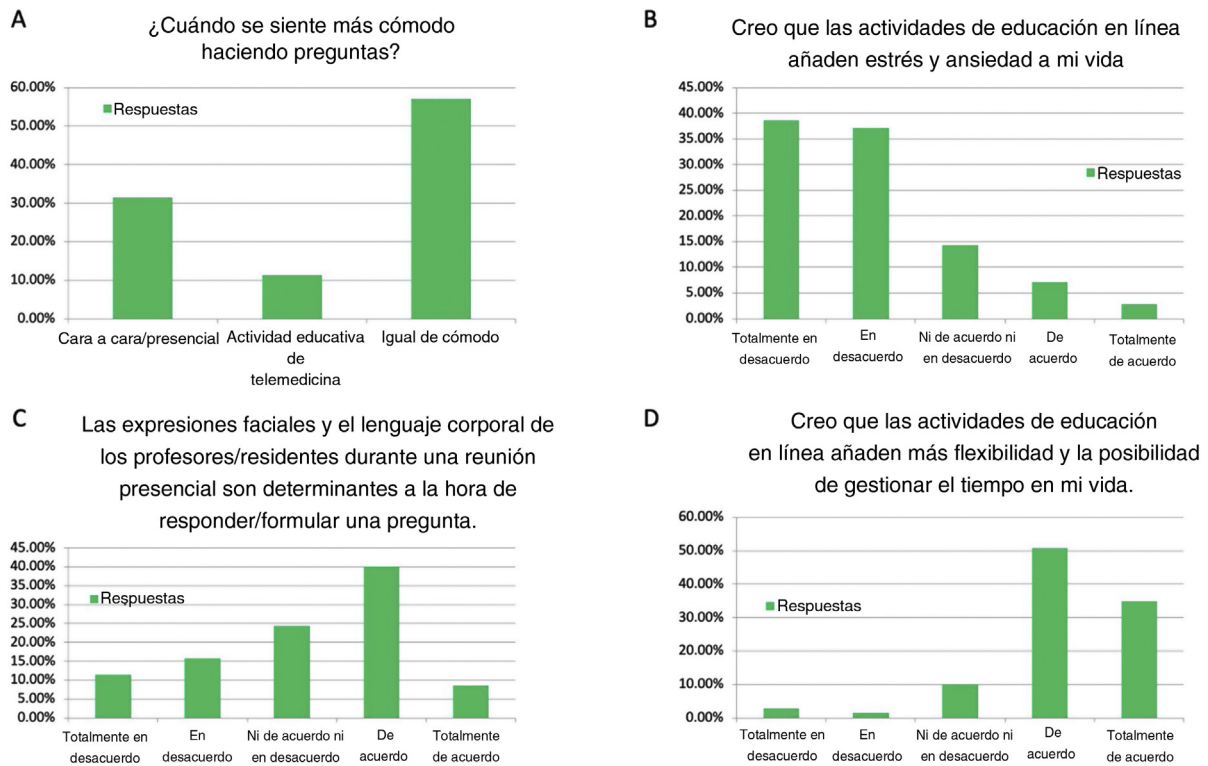 A
¿Cuándo se siente más cómodo
haciendo preguntas?
60.00%
50.00%
40.00%
30.00%
20.00%
10.00%
0.00%
Respuestas
Cara a cara/presencial
Actividad educativa
de
telemedicina
Igual de cómodo
B
Creo que las actividades de educación en línea
añaden estrés y ansiedad a mi vida
45.00%
40.00%
35.00%
30.00%
25.00%
20.00%
15.00%
10.00%
5.00%
0.00%
Respuestas
Totalmente en
desacuerdo
En
desacuerdo
Ni de acuerdo ni
en desacuerdo
De
acuerdo
Totalmente
de acuerdo
C
Las expresiones faciales y el lenguaje corporal de
los profesores/residentes durante una reunión
presencial son determinantes a la hora de
responder/formular una pregunta.
45.00%
40.00%
35.00%
30.00%
25.00%
20.00%
15.00%
10.00%
5.00%
0.00%
Respuestas
Totalmente en
desacuerdo
En
desacuerdo
Ni de acuerdo ni
en desacuerdo
De
acuerdo
Totalmente
de acuerdo
D
Creo que las actividades de educación
en línea añaden más flexibilidad y la posibilidad
de gestionar el tiempo en mi vida.
60.00%
50.00%
40.00%
30.00%
20.00%
10.00%
0.00%
Respuestas
Totalmente en
desacuerdo
En
desacuerdo
Ni de acuerdo ni
en desacuerdo
De
acuerdo
Totalmente
de acuerdo